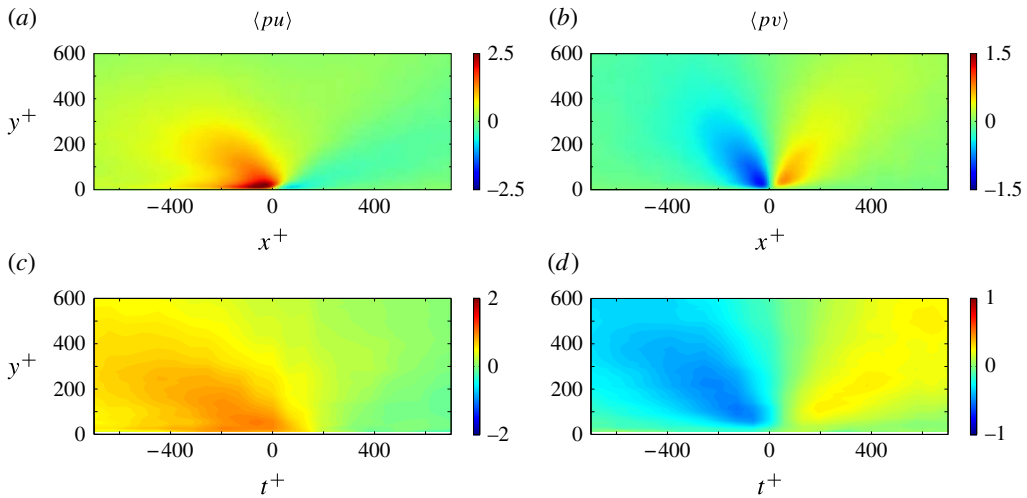 (a) ⟨pu⟩ (b) ⟨pv⟩
600 2.5 600 1.5
400 400
y+ 0 0
200 200
0 −2.5 0 −1.5
−400 0 400 −400 0 400
x+ x+
(c) (d)
600 2 600 1
400 400
y+ 0 0
200 200
0 −2 0 −1
−400 0 400 −400 0 400
t+ t+